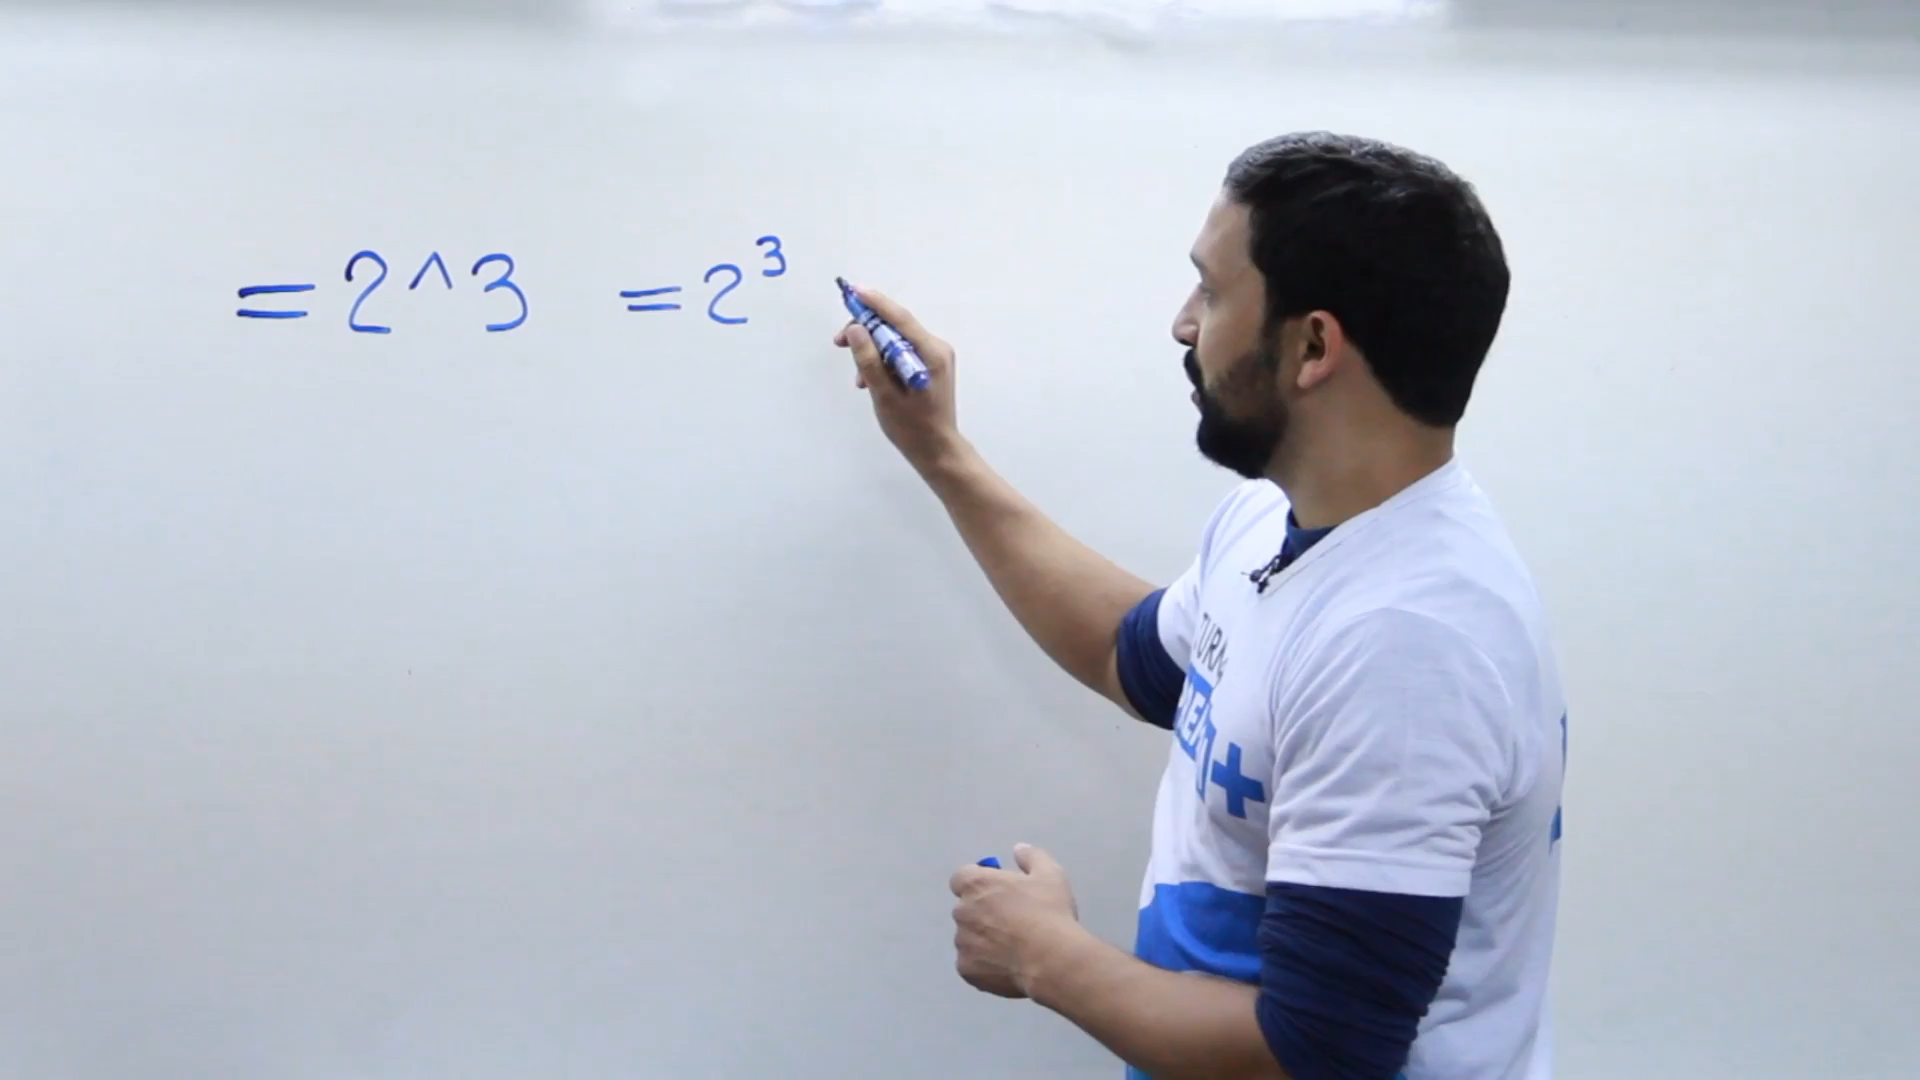 = 2^3 = 2³